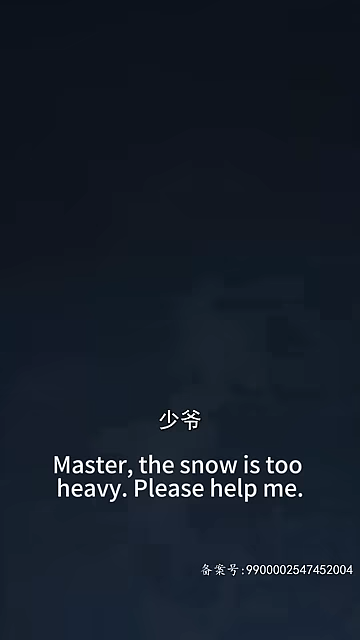 少爷
Master, the snow is too
heavy. Please help me.
备案号:9900002547452004